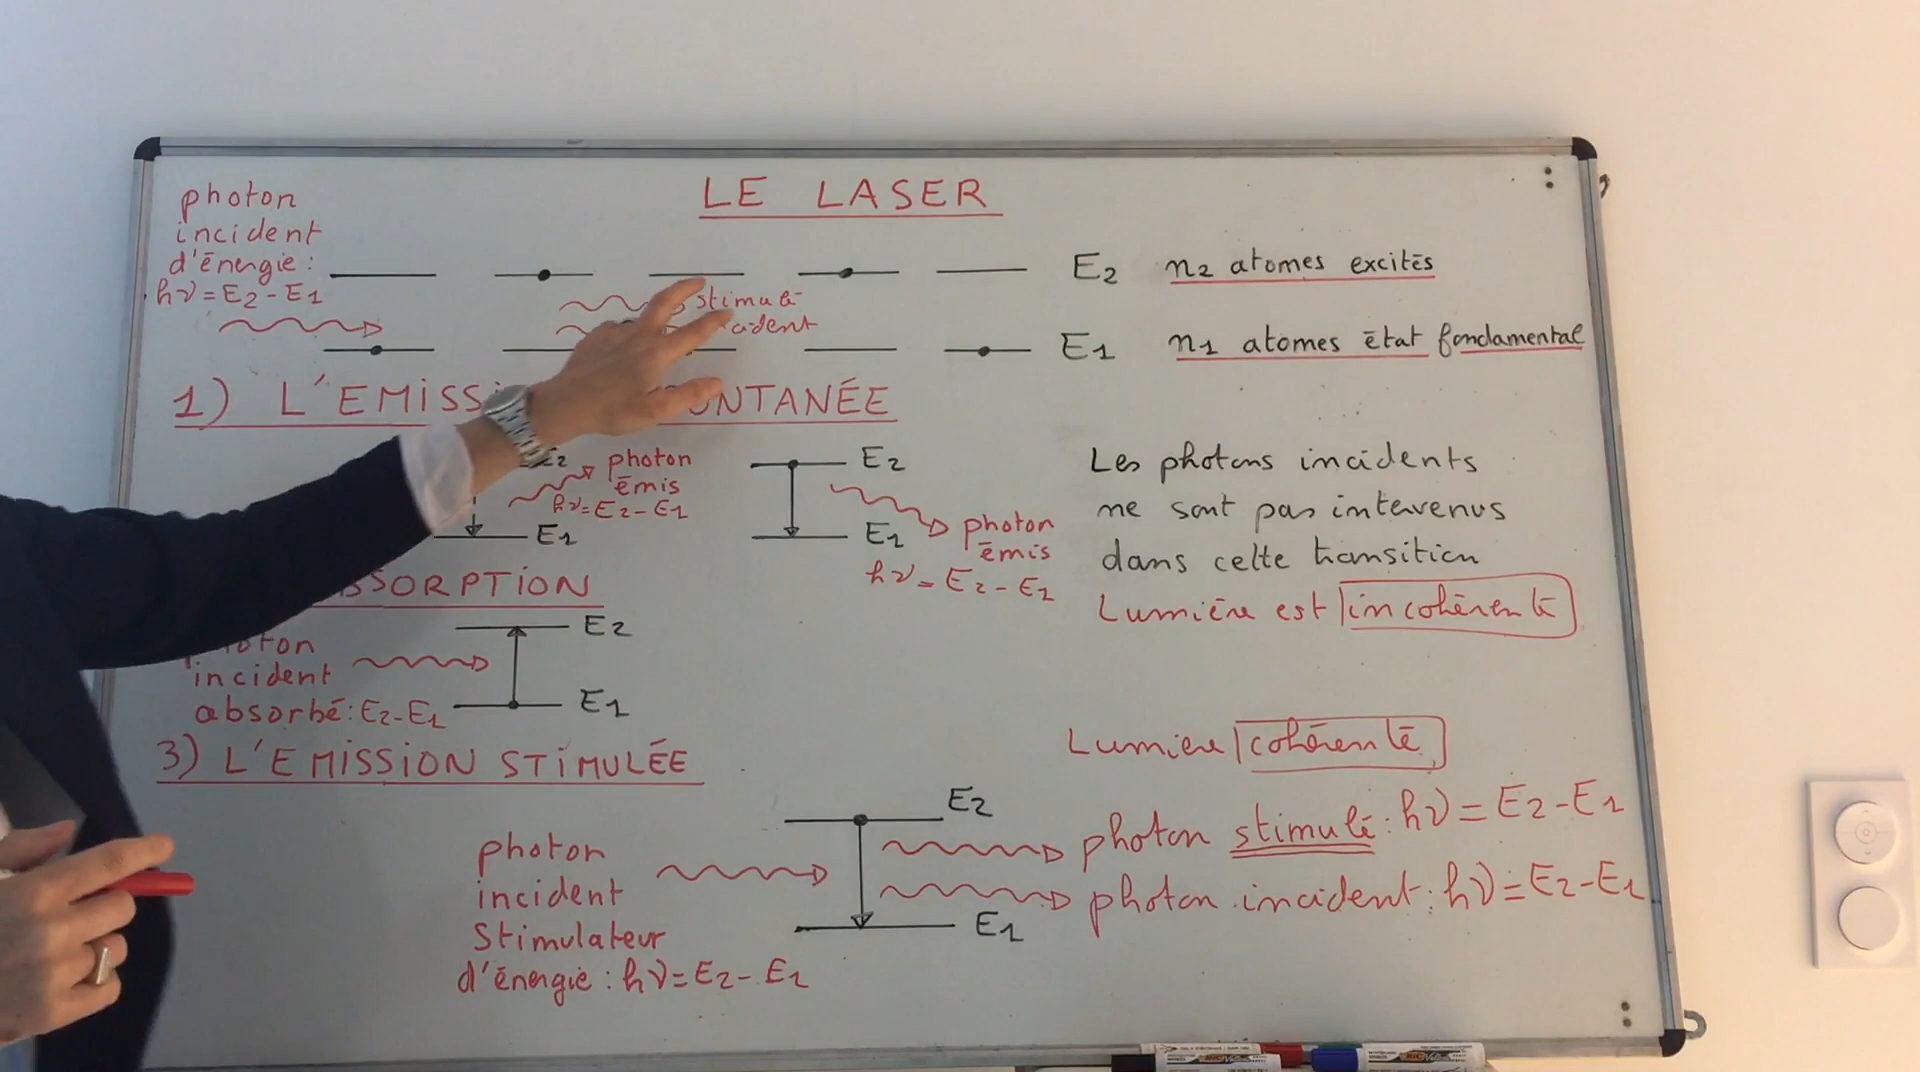 LE LASER
photon
incident
d'énergie :
hν = E2 - E1
E2 n2 atomes excités
stimulé
E1 n1 atomes état fondamental
1) L'EMISS
NTANÉE
E2
photon
émis
hν = E2 - E1
E1
E2
E1
photon
émis
hν = E2 - E1
Les photons incidents
ne sont pas intervenus
dans cette transition
Lumière est incohérente
SORPTION
incident
absorbé : E2 - E1
E2
E1
3) L'EMISSION STIMULÉE
Lumière cohérente
photon
incident
Stimulateur
d'énergie : hν = E2 - E1
E2
E1
photon stimulé : hν = E2 - E1
photon incident : hν = E2 - E1